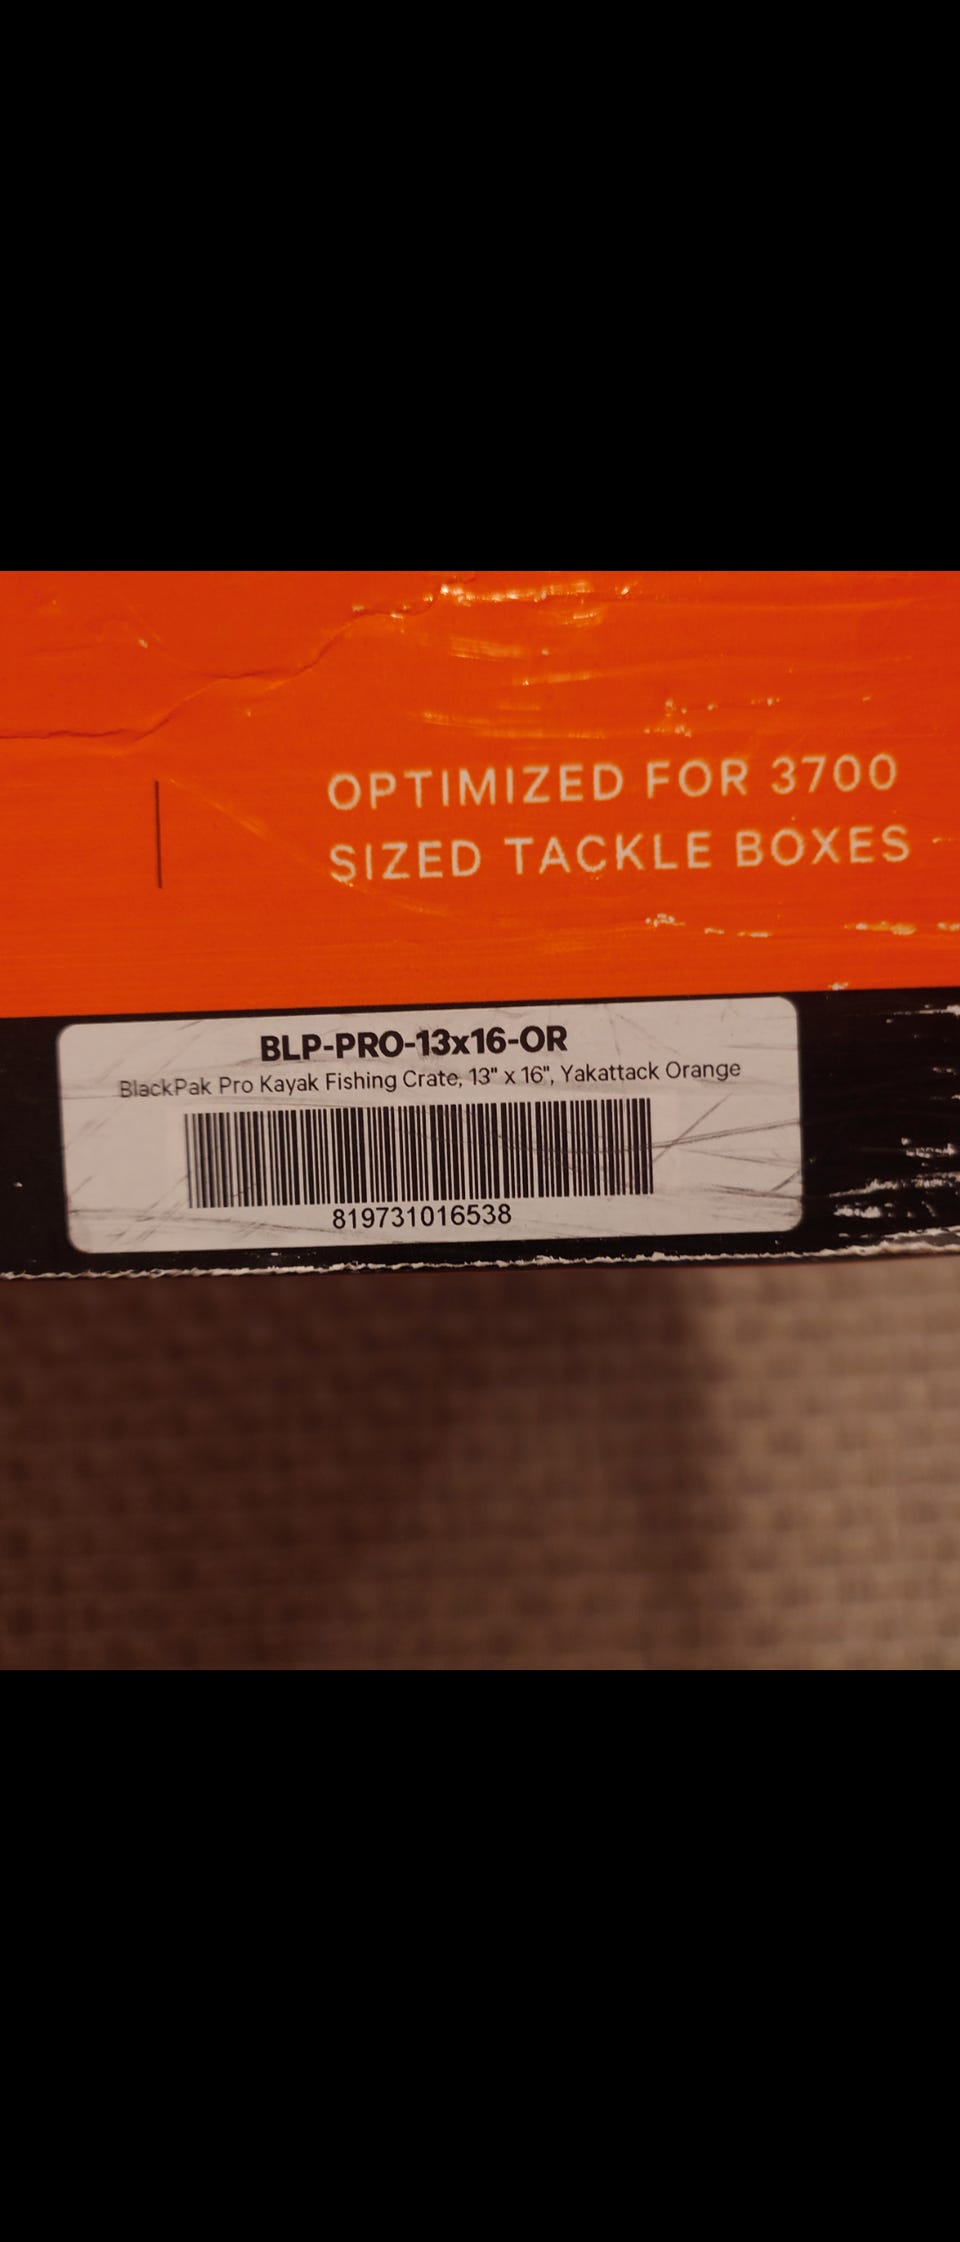 OPTIMIZED FOR 3700
SIZED TACKLE BOXES
BLP-PRO-13x16-OR
BlackPak Pro Kayak Fishing Crate, 13" x 16", Yakattack Orange
819731016538